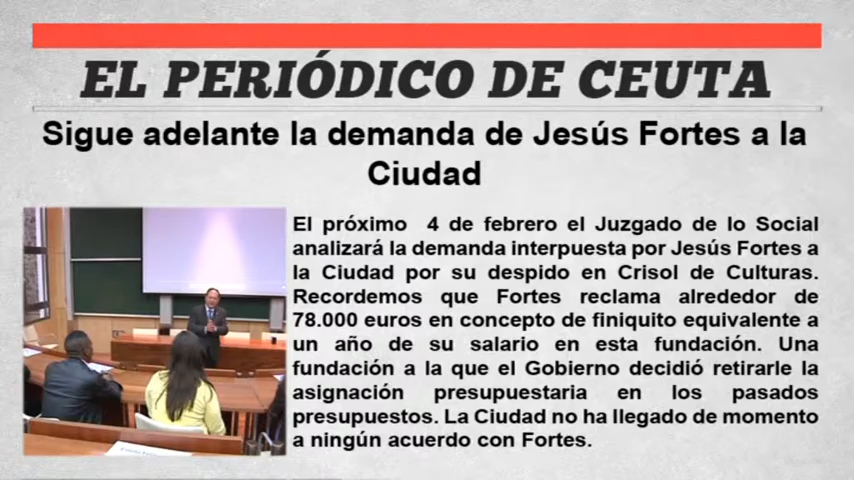 EL PERIÓDICO DE CEUTA
Sigue adelante la demanda de Jesús Fortes a la
Ciudad
El próximo 4 de febrero el Juzgado de lo Social
analizará la demanda interpuesta por Jesús Fortes a
la Ciudad por su despido en Crisol de Culturas.
Recordemos que Fortes reclama alrededor de
78.000 euros en concepto de finiquito equivalente a
un año de su salario en esta fundación. Una
fundación a la que el Gobierno decidió retirarle la
asignación presupuestaria en los pasados
presupuestos. La Ciudad no ha llegado de momento
a ningún acuerdo con Fortes.